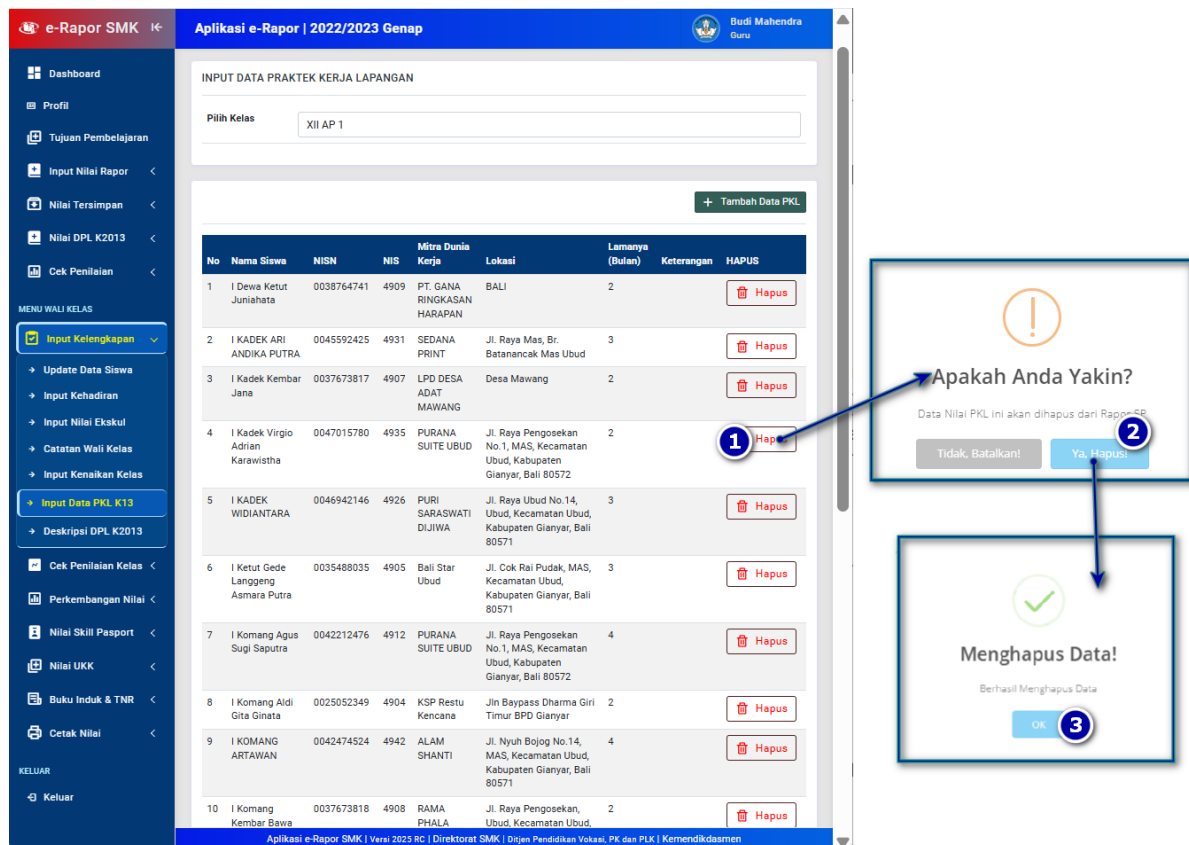 e-Rapor SMK
Aplikasi e-Rapor | 2022/2023 Genap
Budi Mahendra
Guru
Dashboard
Profil
Tujuan Pembelajaran
Input Nilai Rapor
Nilai Tersimpan
Nilai DPL K2013
Cek Penilaian
MENU WALI KELAS
Input Kelengkapan
Update Data Siswa
Input Kehadiran
Input Nilai Ekskul
Catatan Wali Kelas
Input Kenaikan Kelas
Input Data PKL K13
Deskripsi DPL K2013
Cek Penilaian Kelas
Perkembangan Nilai
Nilai Skill Pasport
Nilai UKK
Buku Induk & TNR
Cetak Nilai
KELUAR
Keluar
INPUT DATA PRAKTEK KERJA LAPANGAN
Pilih Kelas
XII AP 1
+ Tambah Data PKL
No Nama Siswa NISN NIS Mitra Dunia Kerja Lokasi Lamanya (Bulan) Keterangan HAPUS
1 I Dewa Ketut Juniahata 0038764741 4909 PT. GANA RINGKASAN HARAPAN BALI 2 Hapus
2 I KADEK ARI ANDIKA PUTRA 0045592425 4931 SEDANA PRINT Jl. Raya Mas, Br. Batanancak Mas Ubud 3 Hapus
3 I Kadek Kembar Jana 0037673817 4907 LPD DESA ADAT MAWANG Desa Mawang 2 Hapus
4 I Kadek Virgio Adrian Karawistha 0047015780 4935 PURANA SUITE UBUD Jl. Raya Pengosekan No.1, MAS, Kecamatan Ubud, Kabupaten Gianyar, Bali 80572 2 Hapus
5 I KADEK WIDIANTARA 0046942146 4926 PURI SARASWATI DIJIWA Jl. Raya Ubud No.14, Ubud, Kecamatan Ubud, Kabupaten Gianyar, Bali 80571 3 Hapus
6 I Ketut Gede Langgeng Asmara Putra 0035488035 4905 Bali Star Ubud Jl. Cok Rai Pudak, MAS, Kecamatan Ubud, Kabupaten Gianyar, Bali 80571 3 Hapus
7 I Komang Agus Sugi Saputra 0042212476 4912 PURANA SUITE UBUD Jl. Raya Pengosekan No.1, MAS, Kecamatan Ubud, Kabupaten Gianyar, Bali 80572 4 Hapus
8 I Komang Aldi Gita Ginata 0025052349 4904 KSP Restu Kencana Jln Baypass Dharma Giri Timur BPD Gianyar 2 Hapus
9 I KOMANG ARTAWAN 0042474524 4942 ALAM SHANTI Jl. Nyuh Bojog No.14, MAS, Kecamatan Ubud, Kabupaten Gianyar, Bali 80571 4 Hapus
10 I Komang Kembar Bawa 0037673818 4908 RAMA PHALA Jl. Raya Pengosekan, Ubud, Kecamatan Ubud, 2 Hapus
Aplikasi e-Rapor SMK | Versi 2025 RC | Direktorat SMK | Ditjen Pendidikan Vokasi, PK dan PLK | Kemendikdasmen
1
Apakah Anda Yakin?
Data Nilai PKL ini akan dihapus dari Rapor SP
2
Tidak, Batalkan!
Ya, Hapus!
Menghapus Data!
Berhasil Menghapus Data
OK
3